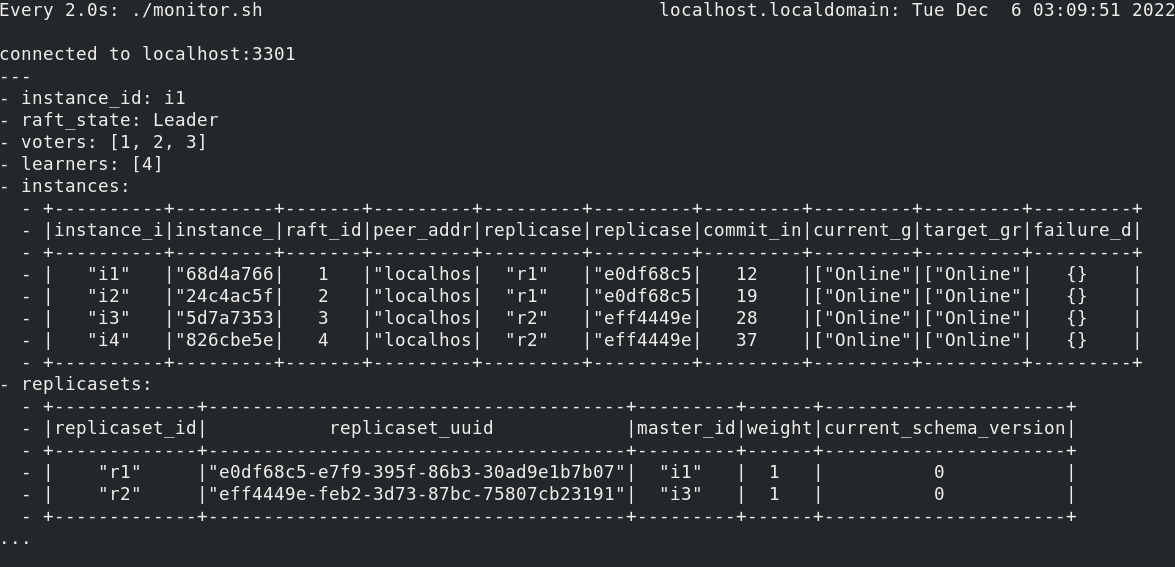 Every 2.0s: ./monitor.sh                                     localhost.localdomain: Tue Dec  6 03:09:51 2022

connected to localhost:3301
---
- instance_id: i1
- raft_state: Leader
- voters: [1, 2, 3]
- learners: [4]
- instances:
  - +----------+---------+-------+---------+---------+---------+---------+---------+---------+---------+
  - |instance_i|instance_|raft_id|peer_addr|replicase|replicase|commit_in|current_g|target_gr|failure_d|
  - +----------+---------+-------+---------+---------+---------+---------+---------+---------+---------+
  - |   "i1"   |"68d4a766|   1   |"localhos|  "r1"   |"e0df68c5|   12    |["Online"|["Online"|   {}    |
  - |   "i2"   |"24c4ac5f|   2   |"localhos|  "r1"   |"e0df68c5|   19    |["Online"|["Online"|   {}    |
  - |   "i3"   |"5d7a7353|   3   |"localhos|  "r2"   |"eff4449e|   28    |["Online"|["Online"|   {}    |
  - |   "i4"   |"826cbe5e|   4   |"localhos|  "r2"   |"eff4449e|   37    |["Online"|["Online"|   {}    |
  - +----------+---------+-------+---------+---------+---------+---------+---------+---------+---------+
- replicasets:
  - +-------------+--------------------------------------+---------+------+----------------------+
  - |replicaset_id|           replicaset_uuid            |master_id|weight|current_schema_version|
  - +-------------+--------------------------------------+---------+------+----------------------+
  - |    "r1"     |"e0df68c5-e7f9-395f-86b3-30ad9e1b7b07"|  "i1"   |  1   |          0           |
  - |    "r2"     |"eff4449e-feb2-3d73-87bc-75807cb23191"|  "i3"   |  1   |          0           |
  - +-------------+--------------------------------------+---------+------+----------------------+
...